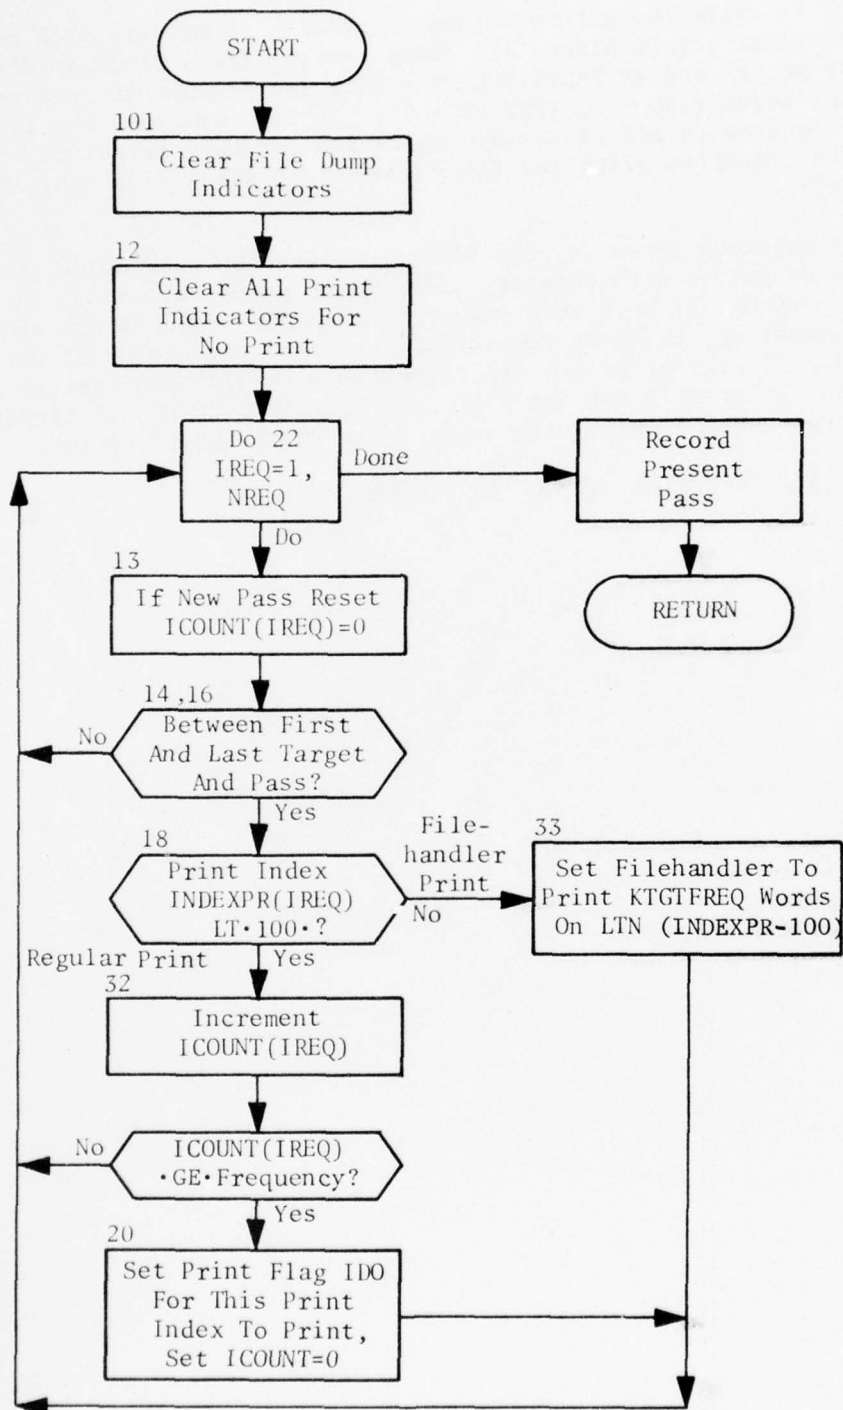 START
101
Clear File Dump
Indicators
12
Clear All Print
Indicators For
No Print
Do 22
IREQ=1,
NREQ
Done
Record
Present
Pass
Do
RETURN
13
If New Pass Reset
ICOUNT(IREQ)=0
14,16
Between First
And Last Target
And Pass?
No
Yes
18
Print Index
INDEXPR(IREQ)
LT·100·?
File-
handler
Print
No
33
Set Filehandler To
Print KTGTFREQ Words
On LTN (INDEXPR-100)
Regular Print
Yes
32
Increment
ICOUNT(IREQ)
No
ICOUNT(IREQ)
·GE·Frequency?
Yes
20
Set Print Flag IDO
For This Print
Index To Print,
Set ICOUNT=0